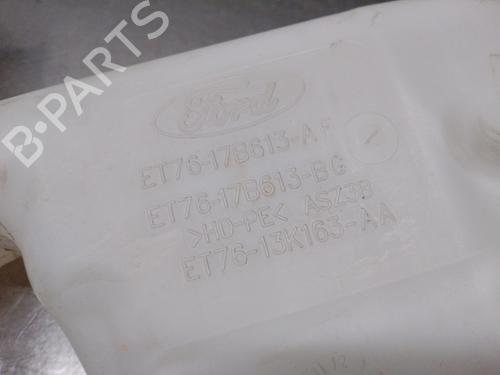 B-PARTS
Ford
ET76-17B613-AF
ET76-17B613-BG
>HD-PE< ASZ3B
ET76-13K163-AA